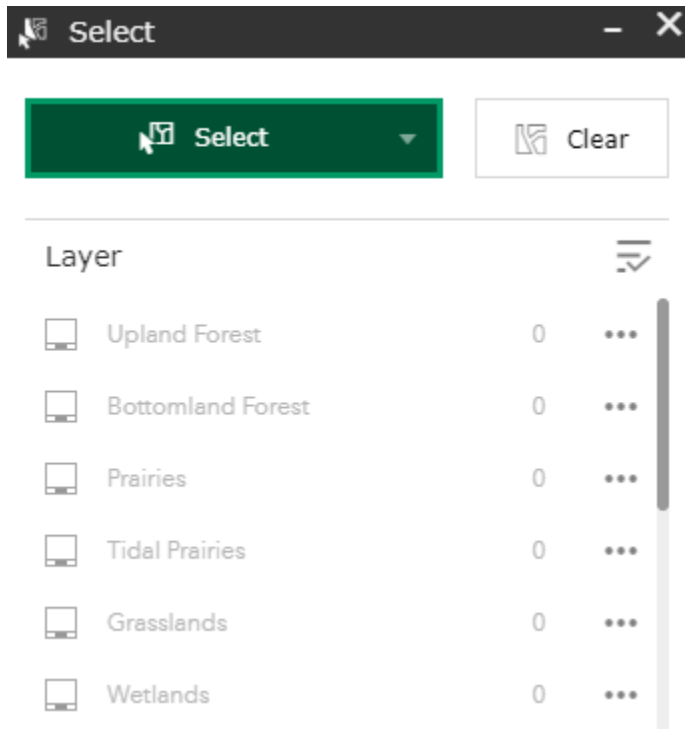 Select
Select
Clear
Layer
Upland Forest 0
Bottomland Forest 0
Prairies 0
Tidal Prairies 0
Grasslands 0
Wetlands 0